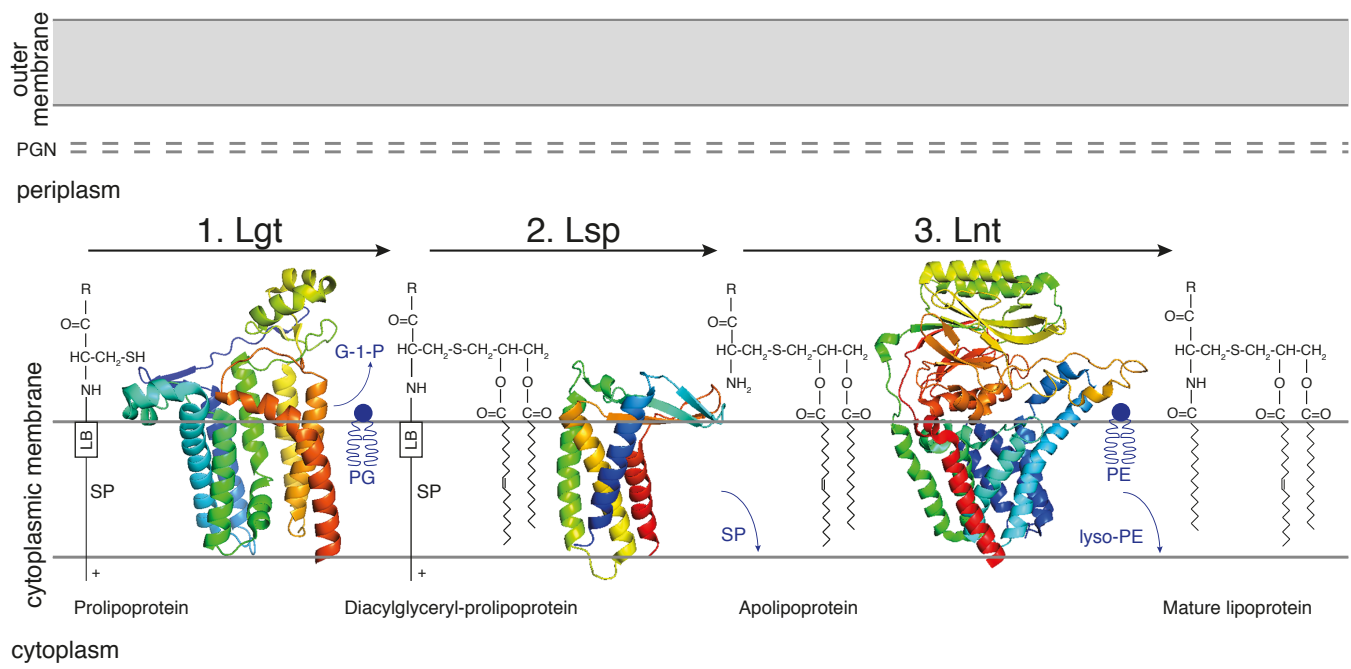 outer
membrane
PGN
periplasm
1. Lgt
2. Lsp
3. Lnt
R
O=C
HC-CH2-SH
NH
LB
SP
+
G-1-P
PG
R
O=C
HC-CH2-S-CH2-CH-CH2
NH
O
O
O=C
C=O
LB
SP
+
SP
R
O=C
HC-CH2-S-CH2-CH-CH2
NH2
O
O
O=C
C=O
PE
lyso-PE
R
O=C
HC-CH2-S-CH2-CH-CH2
NH
O=C
O
O
O=C
C=O
cytoplasmic membrane
Prolipoprotein
Diacylglyceryl-prolipoprotein
Apolipoprotein
Mature lipoprotein
cytoplasm